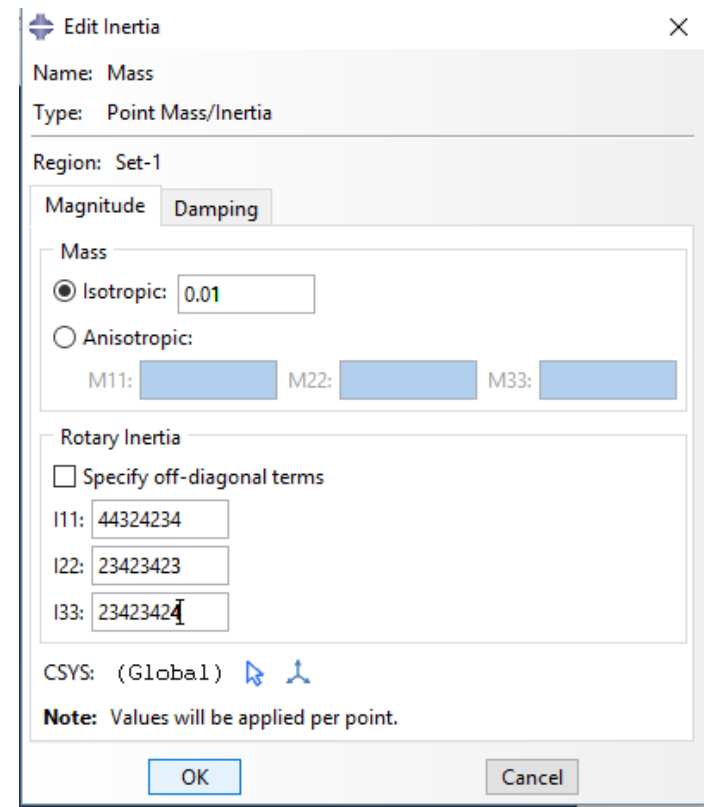 Edit Inertia
Name: Mass
Type: Point Mass/Inertia
Region: Set-1
Magnitude Damping
Mass
Isotropic: 0.01
Anisotropic:
M11: M22: M33:
Rotary Inertia
Specify off-diagonal terms
I11: 44324234
I22: 23423423
I33: 23423424
CSYS: (Global)
Note: Values will be applied per point.
OK Cancel